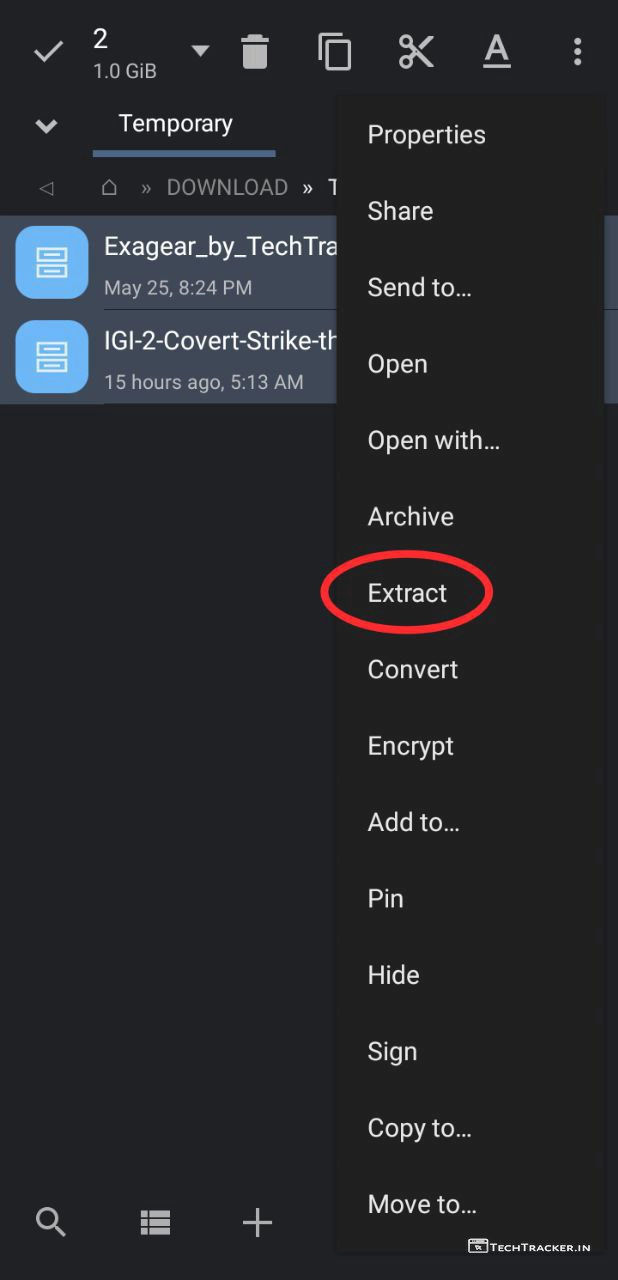 2
1.0 GiB
A
Temporary
DOWNLOAD » T
Exagear_by_TechTra
May 25, 8:24 PM
IGI-2-Covert-Strike-th
15 hours ago, 5:13 AM
Properties
Share
Send to...
Open
Open with...
Archive
Extract
Convert
Encrypt
Add to...
Pin
Hide
Sign
Copy to...
Move to...
TECHTRACKER.IN